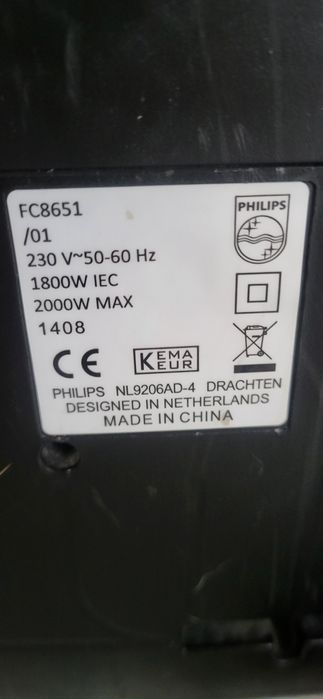 FC8651
/01
230 V~50-60 Hz
1800W IEC
2000W MAX
1408
PHILIPS
CE
KEMA
KEUR
PHILIPS NL9206AD-4 DRACHTEN
DESIGNED IN NETHERLANDS
MADE IN CHINA